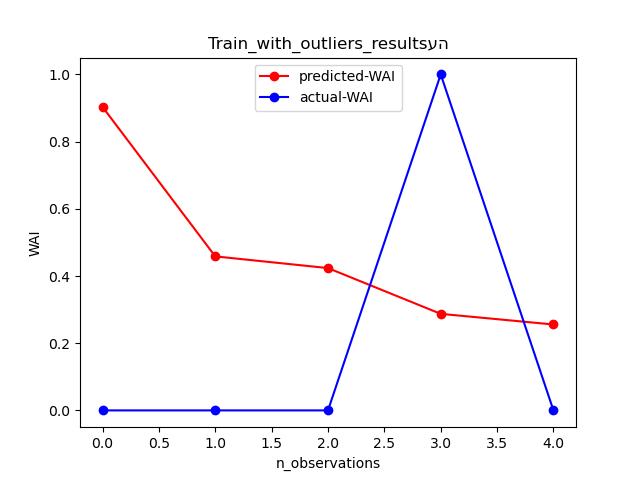 Train_with_outliers_resultsהע
predicted-WAI
actual-WAI
WAI
1.0
0.8
0.6
0.4
0.2
0.0
0.0 0.5 1.0 1.5 2.0 2.5 3.0 3.5 4.0
n_observations